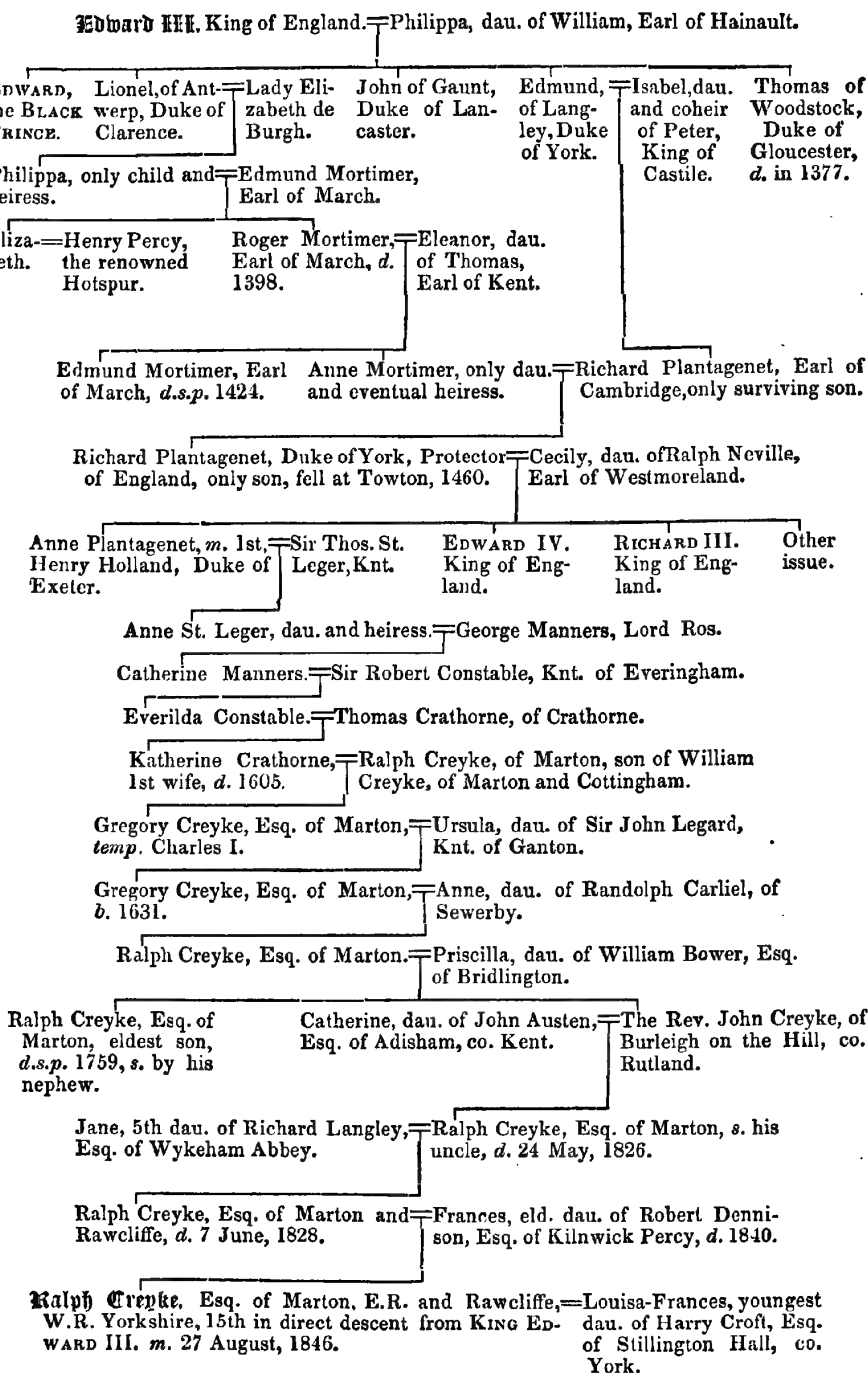 Edward III. King of England.=Philippa, dau. of William, Earl of Hainault.
DWARD,
he BLACK
PRINCE.
Lionel, of Ant-
werp, Duke of
Clarence.
=Lady Eli-
zabeth de
Burgh.
John of Gaunt,
Duke of Lan-
caster.
Edmund,
of Lang-
ley, Duke
of York.
=Isabel, dau.
and coheir
of Peter,
King of
Castile.
Thomas of
Woodstock,
Duke of
Gloucester,
d. in 1377.
Philippa, only child and
eiress.
=Edmund Mortimer,
Earl of March.
liza-
eth.
=Henry Percy,
the renowned
Hotspur.
Roger Mortimer,
Earl of March, d.
1398.
=Eleanor, dau.
of Thomas,
Earl of Kent.
Edmund Mortimer, Earl
of March, d.s.p. 1424.
Anne Mortimer, only dau.
and eventual heiress.
=Richard Plantagenet, Earl of
Cambridge, only surviving son.
Richard Plantagenet, Duke of York, Protector
of England, only son, fell at Towton, 1460.
=Cecily, dau. of Ralph Neville,
Earl of Westmoreland.
Anne Plantagenet, m. 1st,
Henry Holland, Duke of
Exeter.
=Sir Thos. St.
Leger, Knt.
EDWARD IV.
King of Eng-
land.
RICHARD III.
King of Eng-
land.
Other
issue.
Anne St. Leger, dau. and heiress.=George Manners, Lord Ros.
Catherine Manners.=Sir Robert Constable, Knt. of Everingham.
Everilda Constable.=Thomas Crathorne, of Crathorne.
Katherine Crathorne,
1st wife, d. 1605.
=Ralph Creyke, of Marton, son of William
Creyke, of Marton and Cottingham.
Gregory Creyke, Esq. of Marton,
temp. Charles I.
=Ursula, dau. of Sir John Legard,
Knt. of Ganton.
Gregory Creyke, Esq. of Marton,
b. 1631.
=Anne, dau. of Randolph Carliel, of
Sewerby.
Ralph Creyke, Esq. of Marton.
=Priscilla, dau. of William Bower, Esq.
of Bridlington.
Ralph Creyke, Esq. of
Marton, eldest son,
d.s.p. 1759, s. by his
nephew.
Catherine, dau. of John Austen,
Esq. of Adisham, co. Kent.
=The Rev. John Creyke, of
Burleigh on the Hill, co.
Rutland.
Jane, 5th dau. of Richard Langley,
Esq. of Wykeham Abbey.
=Ralph Creyke, Esq. of Marton, s. his
uncle, d. 24 May, 1826.
Ralph Creyke, Esq. of Marton and
Rawcliffe, d. 7 June, 1828.
=Frances, eld. dau. of Robert Denni-
son, Esq. of Kilnwick Percy, d. 1840.
Ralph Creyke, Esq. of Marton, E.R. and Rawcliffe,
W.R. Yorkshire, 15th in direct descent from KING ED-
WARD III. m. 27 August, 1846.
=Louisa-Frances, youngest
dau. of Harry Croft, Esq.
of Stillington Hall, co.
York.